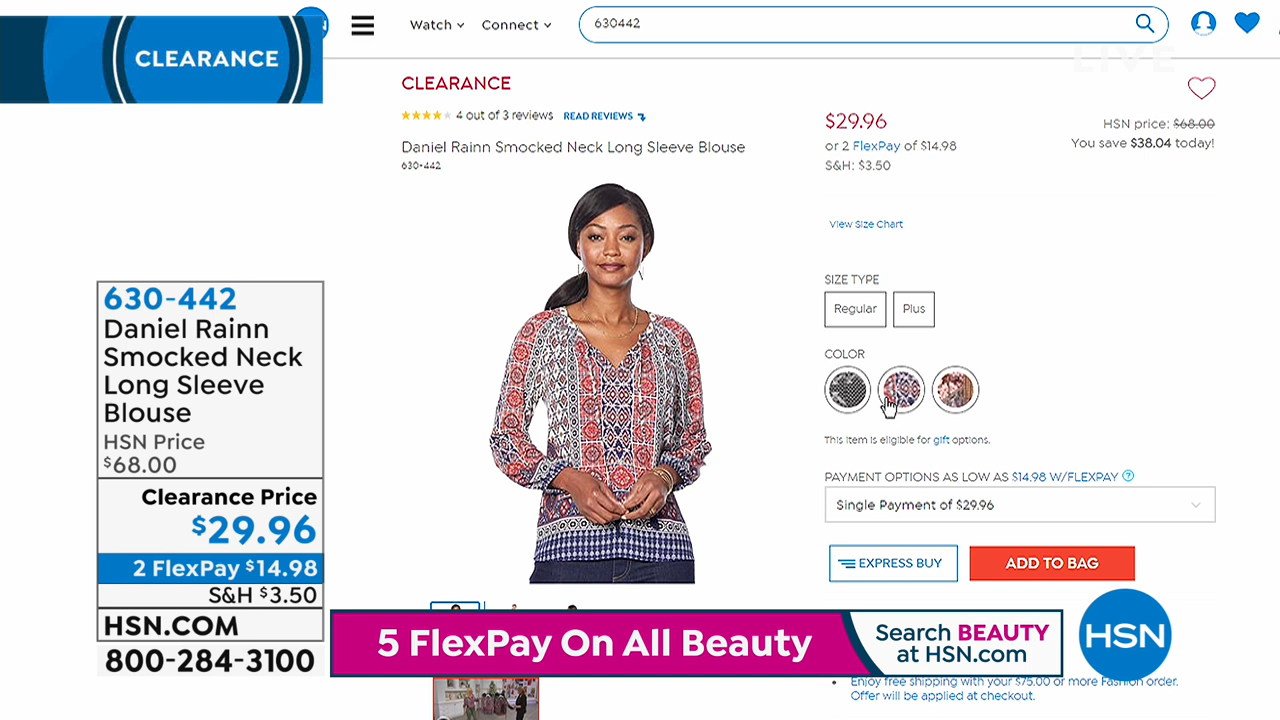 CLEARANCE
Watch
Connect
630442
LIVE
CLEARANCE
4 out of 3 reviews
READ REVIEWS
Daniel Rainn Smocked Neck Long Sleeve Blouse
630-442
$29.96
or 2 FlexPay of $14.98
S&H: $3.50
HSN price: $68.00
You save $38.04 today!
View Size Chart
SIZE TYPE
Regular
Plus
COLOR
This item is eligible for gift options.
PAYMENT OPTIONS AS LOW AS $14.98 W/FLEXPAY ?
Single Payment of $29.96
EXPRESS BUY
ADD TO BAG
630-442
Daniel Rainn
Smocked Neck
Long Sleeve
Blouse
HSN Price
$68.00
Clearance Price
$29.96
2 FlexPay $14.98
S&H $3.50
HSN.COM
800-284-3100
5 FlexPay On All Beauty
Search BEAUTY
at HSN.com
HSN
Enjoy free shipping with your $75.00 or more Fashion order.
Offer will be applied at checkout.